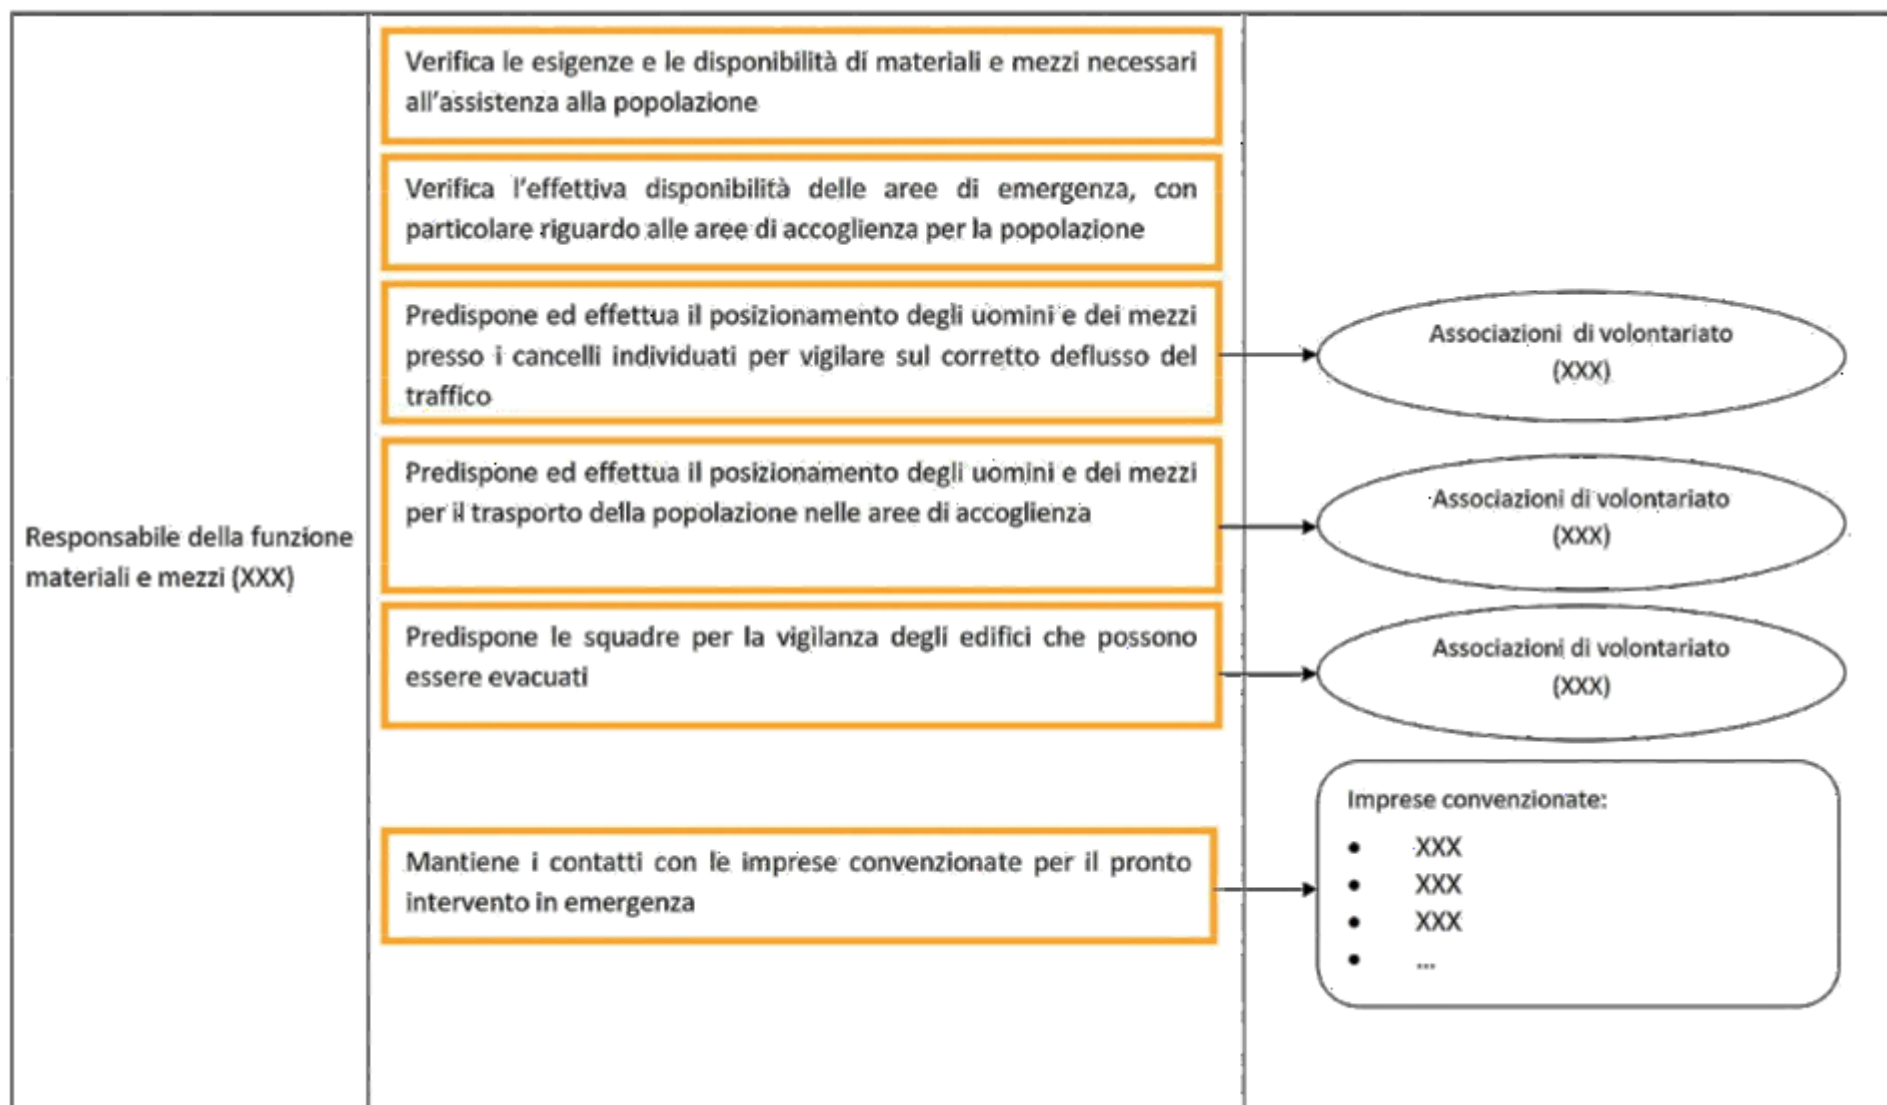 Verifica le esigenze e le disponibilità di materiali e mezzi necessari
all'assistenza alla popolazione
Verifica l'effettiva disponibilità delle aree di emergenza, con
particolare riguardo alle aree di accoglienza per la popolazione
Predispone ed effettua il posizionamento degli uomini e dei mezzi
presso i cancelli individuati per vigilare sul corretto deflusso del
traffico
Associazioni di volontariato
(XXX)
Predispone ed effettua il posizionamento degli uomini e dei mezzi
per il trasporto della popolazione nelle aree di accoglienza
Associazioni di volontariato
(XXX)
Responsabile della funzione
materiali e mezzi (XXX)
Predispone le squadre per la vigilanza degli edifici che possono
essere evacuati
Associazioni di volontariato
(XXX)
Mantiene i contatti con le imprese convenzionate per il pronto
intervento in emergenza
Imprese convenzionate:
• XXX
• XXX
• XXX
• ...